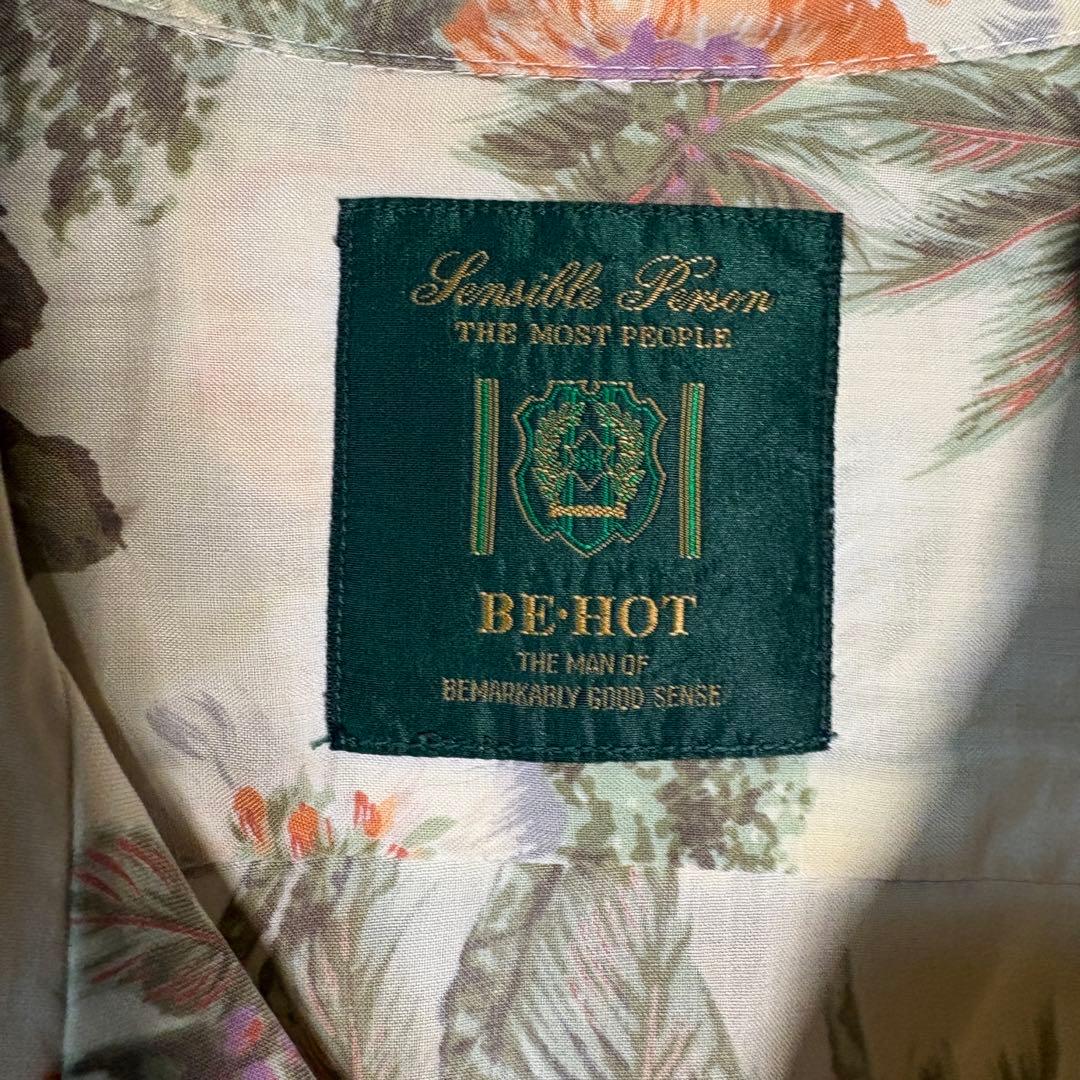 Sensible Person
THE MOST PEOPLE
BE·HOT
THE MAN OF
BEMARKABLY GOOD SENSE